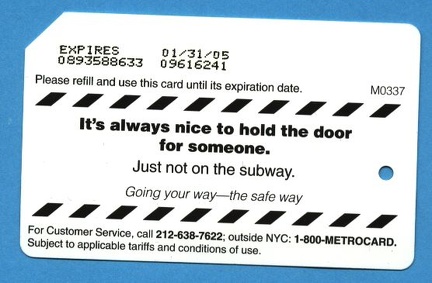 EXPIRES 01/31/05
0893588633 09616241
Please refill and use this card until its expiration date. M0337
It's always nice to hold the door
for someone.
Just not on the subway.
Going your way—the safe way
For Customer Service, call 212-638-7622; outside NYC: 1-800-METROCARD.
Subject to applicable tariffs and conditions of use.